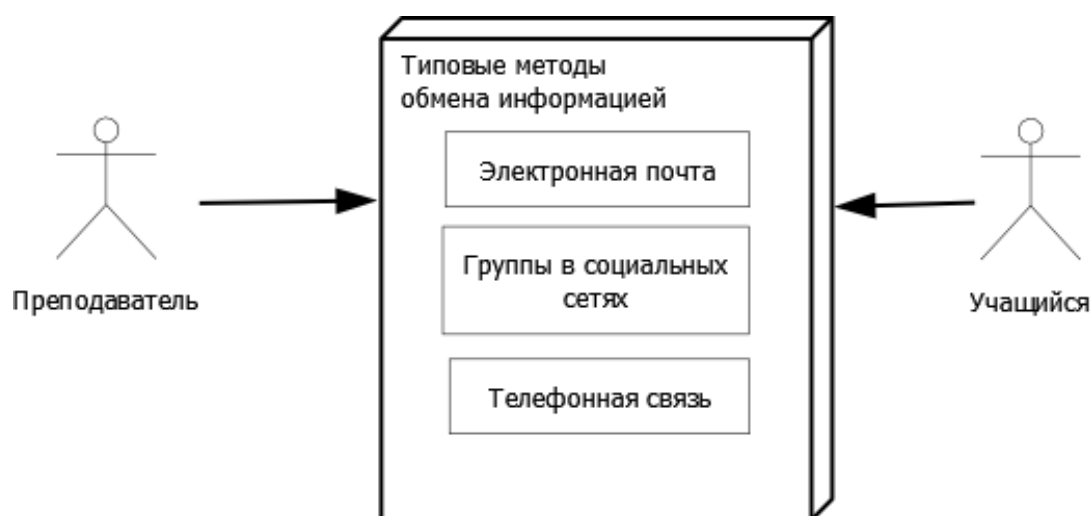 Типовые методы
обмена информацией
Электронная почта
Группы в социальных
сетях
Телефонная связь
Преподаватель
Учащийся